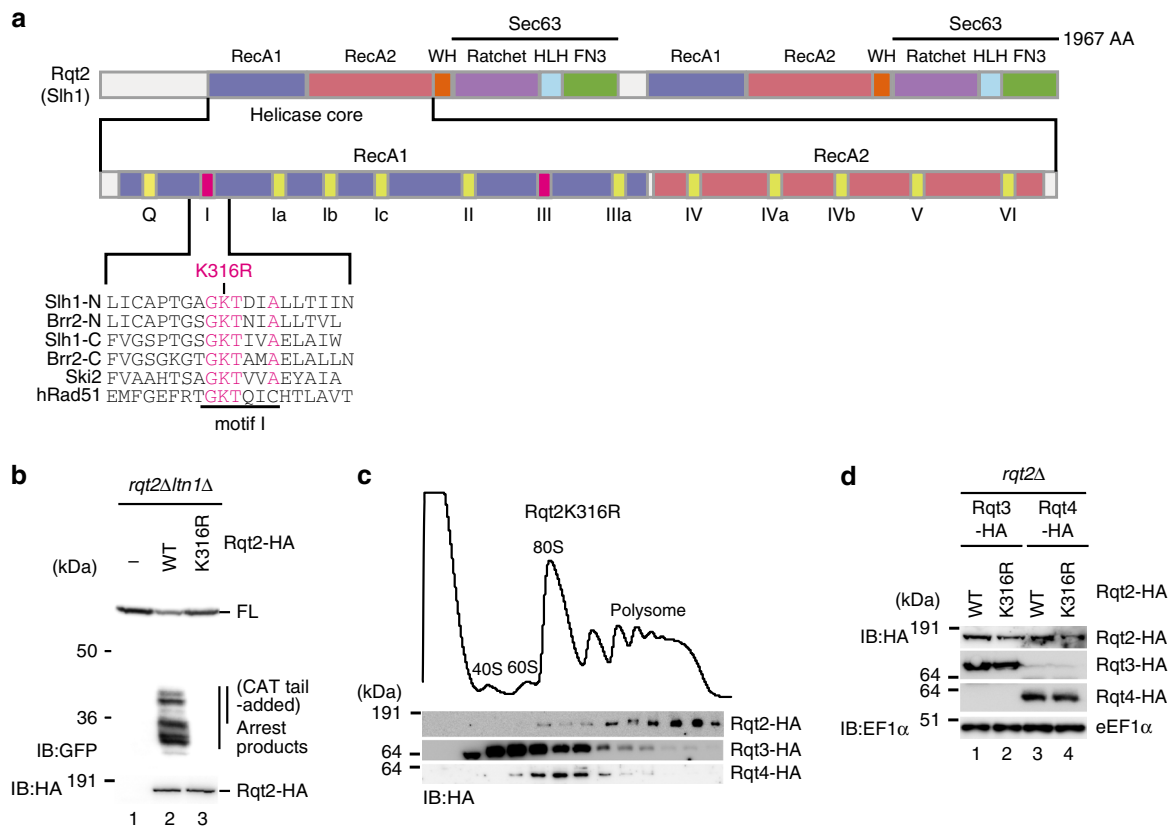 a
Sec63 Sec63
1967 AA
RecA1 RecA2 WH Ratchet HLH FN3 RecA1 RecA2 WH Ratchet HLH FN3
Rqt2
(Slh1)
Helicase core
RecA1 RecA2
Q I Ia Ib Ic II III IIIa IV IVa IVb V VI
K316R
Slh1-N LICAPTGAGKTDIALLTIIN
Brr2-N LICAPTGSGKTNIALLTVL
Slh1-C FVGSPTGSGKTIVAELAIW
Brr2-C FVGSGKGTGKTAMAELALLN
Ski2 FVAAHTSAGKTVVAEYAIA
hRad51 EMFGEFRTGKTQICHTLAVT
motif I
b
rqt2Δltn1Δ
– WT K316R Rqt2-HA
(kDa)
FL
50
(CAT tail
-added)
36
Arrest
products
IB:GFP
IB:HA 191 Rqt2-HA
1 2 3
c
Rqt2K316R
80S
Polysome
40S 60S
(kDa)
191 Rqt2-HA
64 Rqt3-HA
64 Rqt4-HA
IB:HA
d
rqt2Δ
Rqt3 Rqt4
-HA -HA
WT K316R WT K316R Rqt2-HA
(kDa)
IB:HA 191 Rqt2-HA
64 Rqt3-HA
64 Rqt4-HA
IB:EF1α 51 eEF1α
1 2 3 4